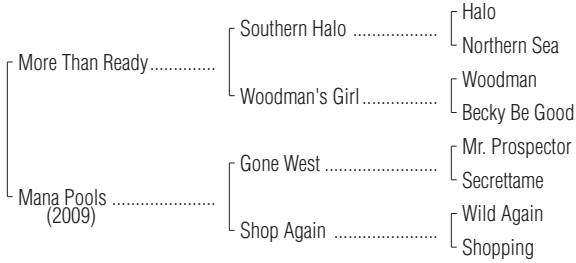 Halo
Southern Halo ..................
Northern Sea
More Than Ready..............
Woodman
Woodman's Girl................
Becky Be Good
Mr. Prospector
Gone West ........................
Secrettame
Mana Pools ......................
(2009)
Wild Again
Shop Again ......................
Shopping